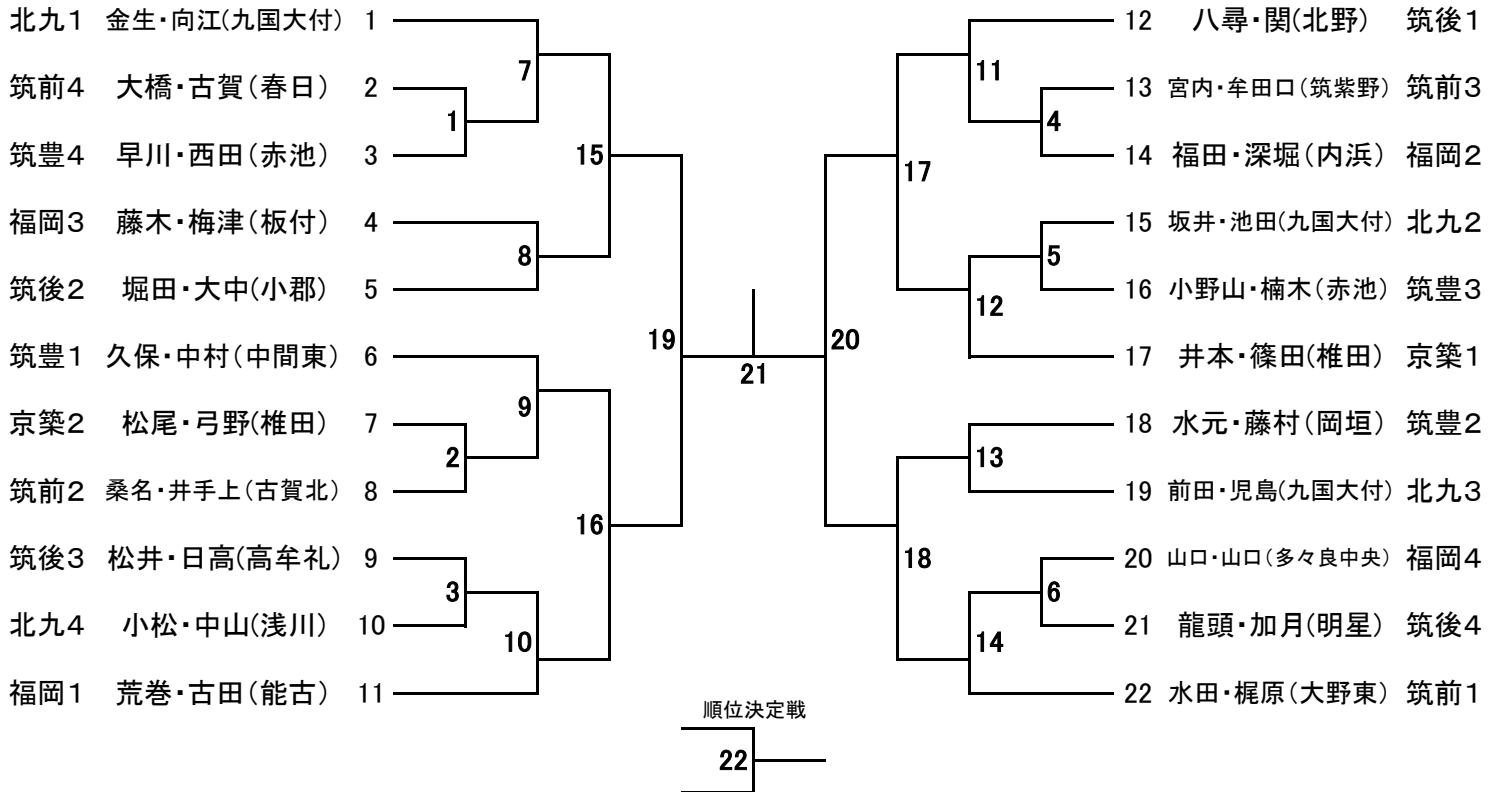 北九1 金生・向江(九国大付) 1
筑前4 大橋・古賀(春日) 2
筑豊4 早川・西田(赤池) 3
福岡3 藤木・梅津(板付) 4
筑後2 堀田・大中(小郡) 5
筑豊1 久保・中村(中間東) 6
京築2 松尾・弓野(椎田) 7
筑前2 桑名・井手上(古賀北) 8
筑後3 松井・日高(高牟礼) 9
北九4 小松・中山(浅川) 10
福岡1 荒巻・古田(能古) 11
7
1
15
8
19
9
2
16
3
10
21
12 八尋・関(北野) 筑後1
13 宮内・牟田口(筑紫野) 筑前3
14 福田・深堀(内浜) 福岡2
15 坂井・池田(九国大付) 北九2
16 小野山・楠木(赤池) 筑豊3
17 井本・篠田(椎田) 京築1
18 水元・藤村(岡垣) 筑豊2
19 前田・児島(九国大付) 北九3
20 山口・山口(多々良中央) 福岡4
21 龍頭・加月(明星) 筑後4
22 水田・梶原(大野東) 筑前1
11
4
17
5
12
20
13
18
6
14
順位決定戦
22